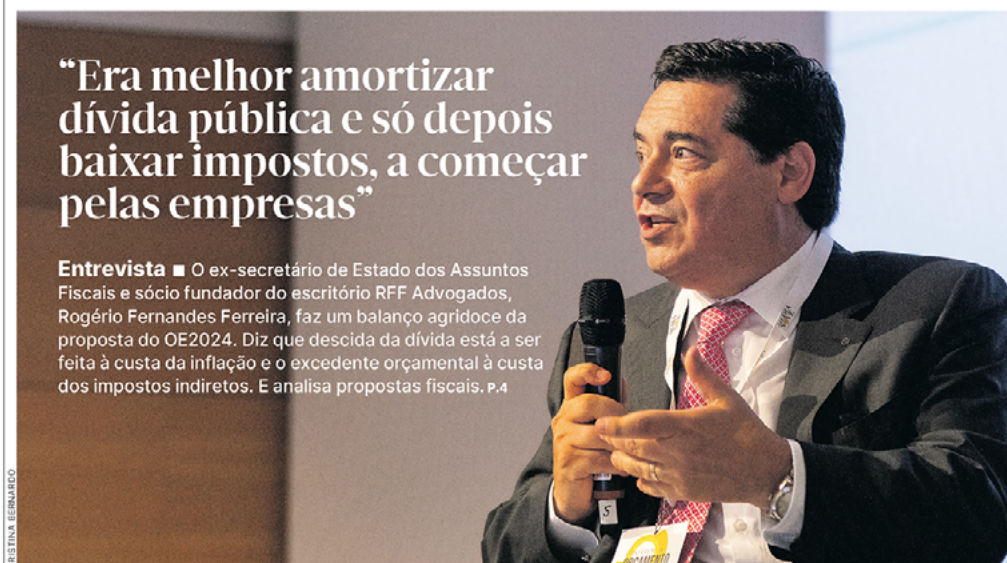 “Era melhor amortizar
dívida pública e só depois
baixar impostos, a começar
pelas empresas”
Entrevista ■ O ex-secretário de Estado dos Assuntos
Fiscais e sócio fundador do escritório RFF Advogados,
Rogério Fernandes Ferreira, faz um balanço agridoce da
proposta do OE2024. Diz que descida da dívida está a ser
feita à custa da inflação e o excedente orçamental à custa
dos impostos indiretos. E analisa propostas fiscais. P.4
RISTINA BERNARDO
5